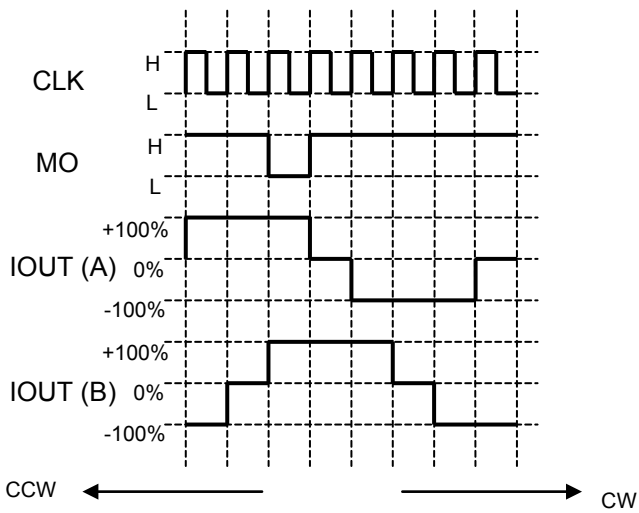 CLK
H
L
MO
H
L
IOUT (A)
+100%
0%
-100%
IOUT (B)
+100%
0%
-100%
CCW
CW